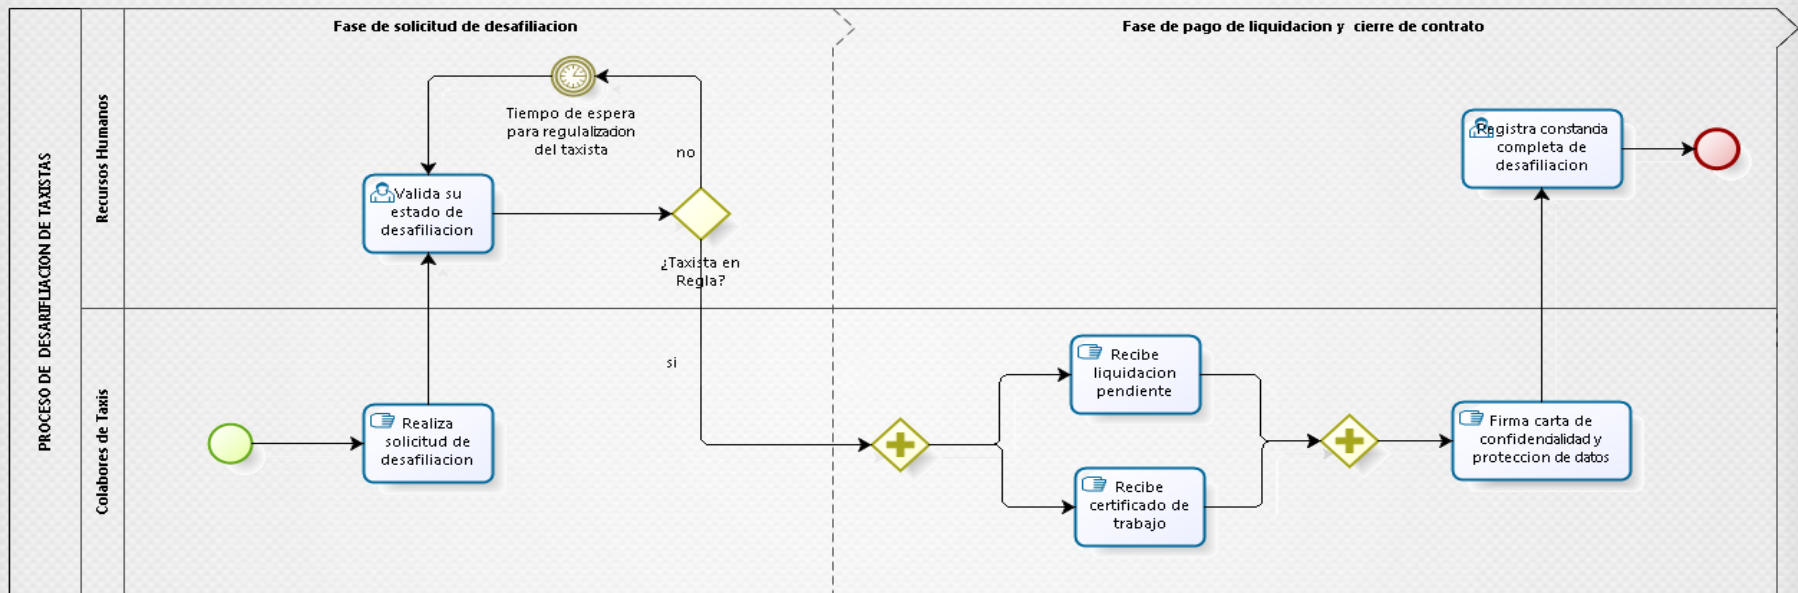 Fase de solicitud de desafiliacion
Fase de pago de liquidacion y cierre de contrato
PROCESO DE DESARIFLIACION DE TAXISTAS
Recursos Humanos
Tiempo de espera
para regulalizacion
del taxista
no
Valida su
estado de
desafiliacion
¿Taxista en
Regla?
Registra constancia
completa de
desafiliacion
Colabores de Taxis
si
Realiza
solicitud de
desafiliacion
Recibe
liquidacion
pendiente
Recibe
certificado de
trabajo
Firma carta de
confidencialidad y
proteccion de datos